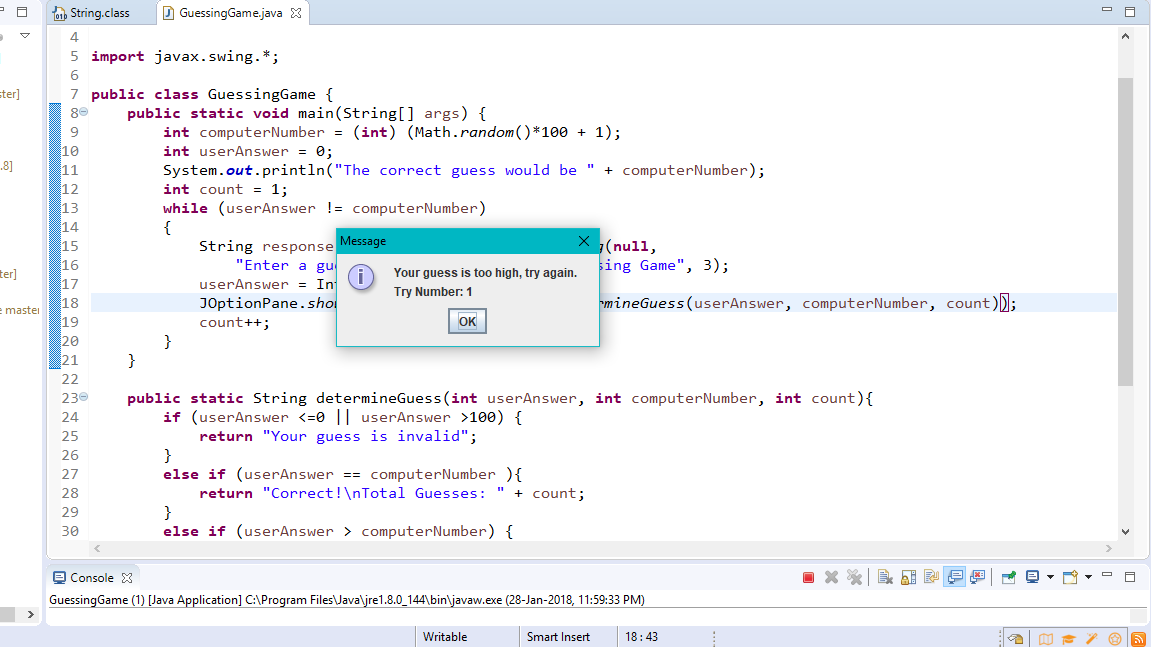 String.class GuessingGame.java
4
5 import javax.swing.*;
6
ster] 7 public class GuessingGame {
8 public static void main(String[] args) {
9 int computerNumber = (int) (Math.random()*100 + 1);
10 int userAnswer = 0;
.8] 11 System.out.println("The correct guess would be " + computerNumber);
12 int count = 1;
13 while (userAnswer != computerNumber)
14 {
15 String response g(null,
16 "Enter a gu sing Game", 3);
ter] 17 userAnswer = In
18 JOptionPane.sho rmineGuess(userAnswer, computerNumber, count));
e master 19 count++;
20 }
21 }
22
23 public static String determineGuess(int userAnswer, int computerNumber, int count){
24 if (userAnswer <=0 || userAnswer >100) {
25 return "Your guess is invalid";
26 }
27 else if (userAnswer == computerNumber ){
28 return "Correct!\nTotal Guesses: " + count;
29 }
30 else if (userAnswer > computerNumber) {
Message
Your guess is too high, try again.
Try Number: 1
OK
Console
GuessingGame (1) [Java Application] C:\Program Files\Java\jre1.8.0_144\bin\javaw.exe (28-Jan-2018, 11:59:33 PM)
Writable Smart Insert 18 : 43